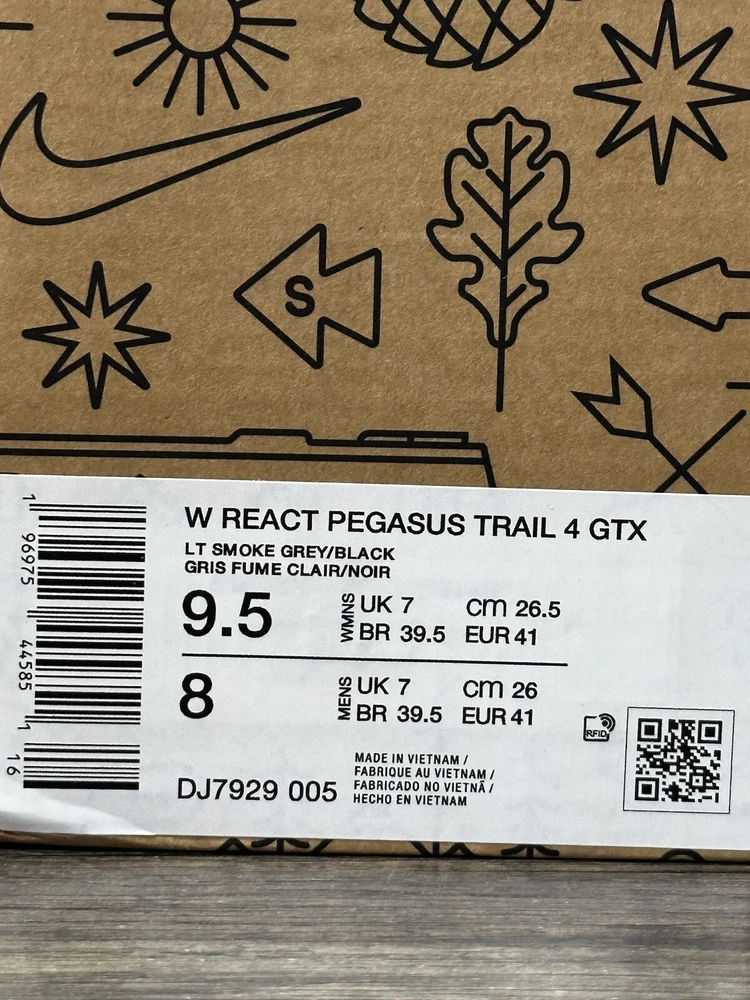 S
W REACT PEGASUS TRAIL 4 GTX
LT SMOKE GREY/BLACK
GRIS FUME CLAIR/NOIR
9.5 WMNS UK 7 cm 26.5
BR 39.5 EUR 41
8 MENS UK 7 cm 26
BR 39.5 EUR 41
RFID
DJ7929 005
MADE IN VIETNAM /
FABRIQUE AU VIETNAM /
FABRICADO NO VIETNÃ /
HECHO EN VIETNAM
1 96975 44585 1 16